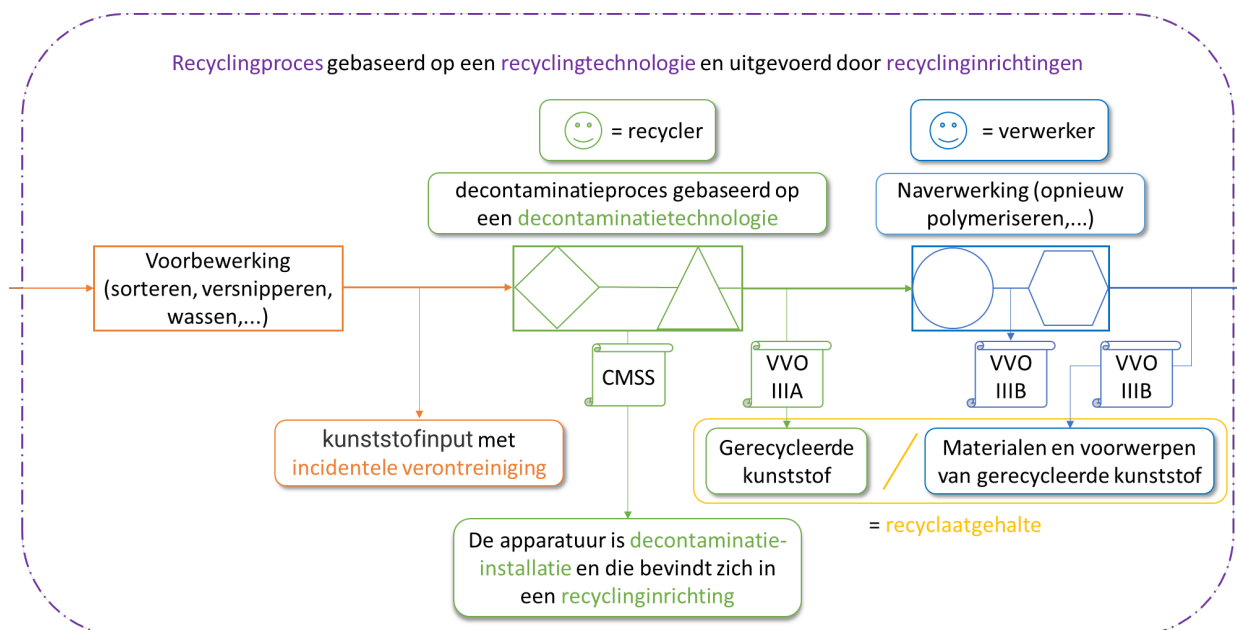 Recyclingproces gebaseerd op een recyclingtechnologie en uitgevoerd door recyclinginrichtingen
= recycler
= verwerker
decontaminatieproces gebaseerd op
een decontaminatietechnologie
Naverwerking (opnieuw
polymeriseren,...)
Voorbewerking
(sorteren, versnipperen,
wassen,...)
CMSS
VVO
IIIA
VVO
IIIB
VVO
IIIB
kunststofinput met
incidentele verontreiniging
Gerecycleerde
kunststof
/
Materialen en voorwerpen
van gerecycleerde kunststof
= recyclaatgehalte
De apparatuur is decontaminatie-
installatie en die bevindt zich in
een recyclinginrichting